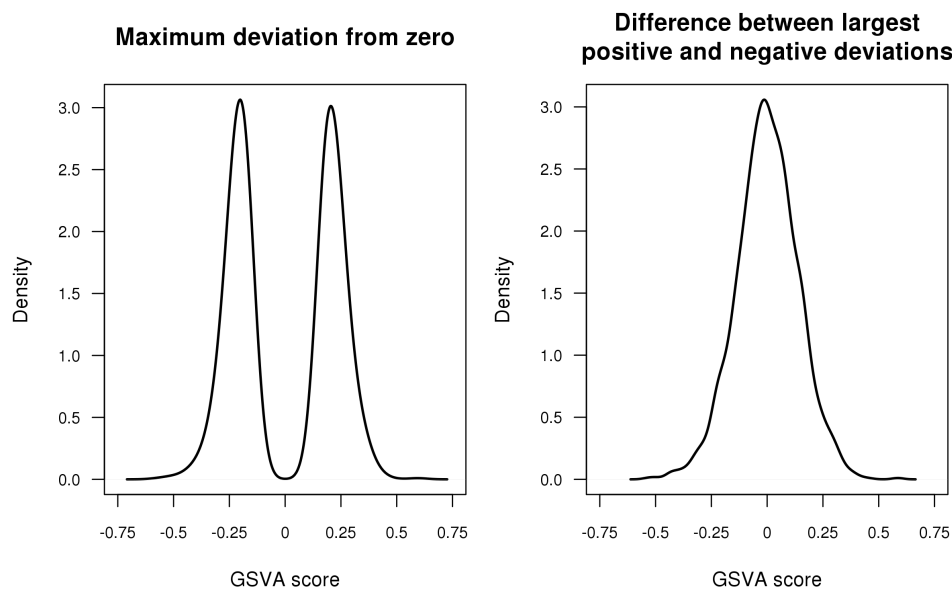 Maximum deviation from zero
Density
3.0
2.5
2.0
1.5
1.0
0.5
0.0
-0.75 -0.5 -0.25 0 0.25 0.5 0.75
GSVA score
Difference between largest
positive and negative deviations
Density
3.0
2.5
2.0
1.5
1.0
0.5
0.0
-0.75 -0.5 -0.25 0 0.25 0.5 0.75
GSVA score